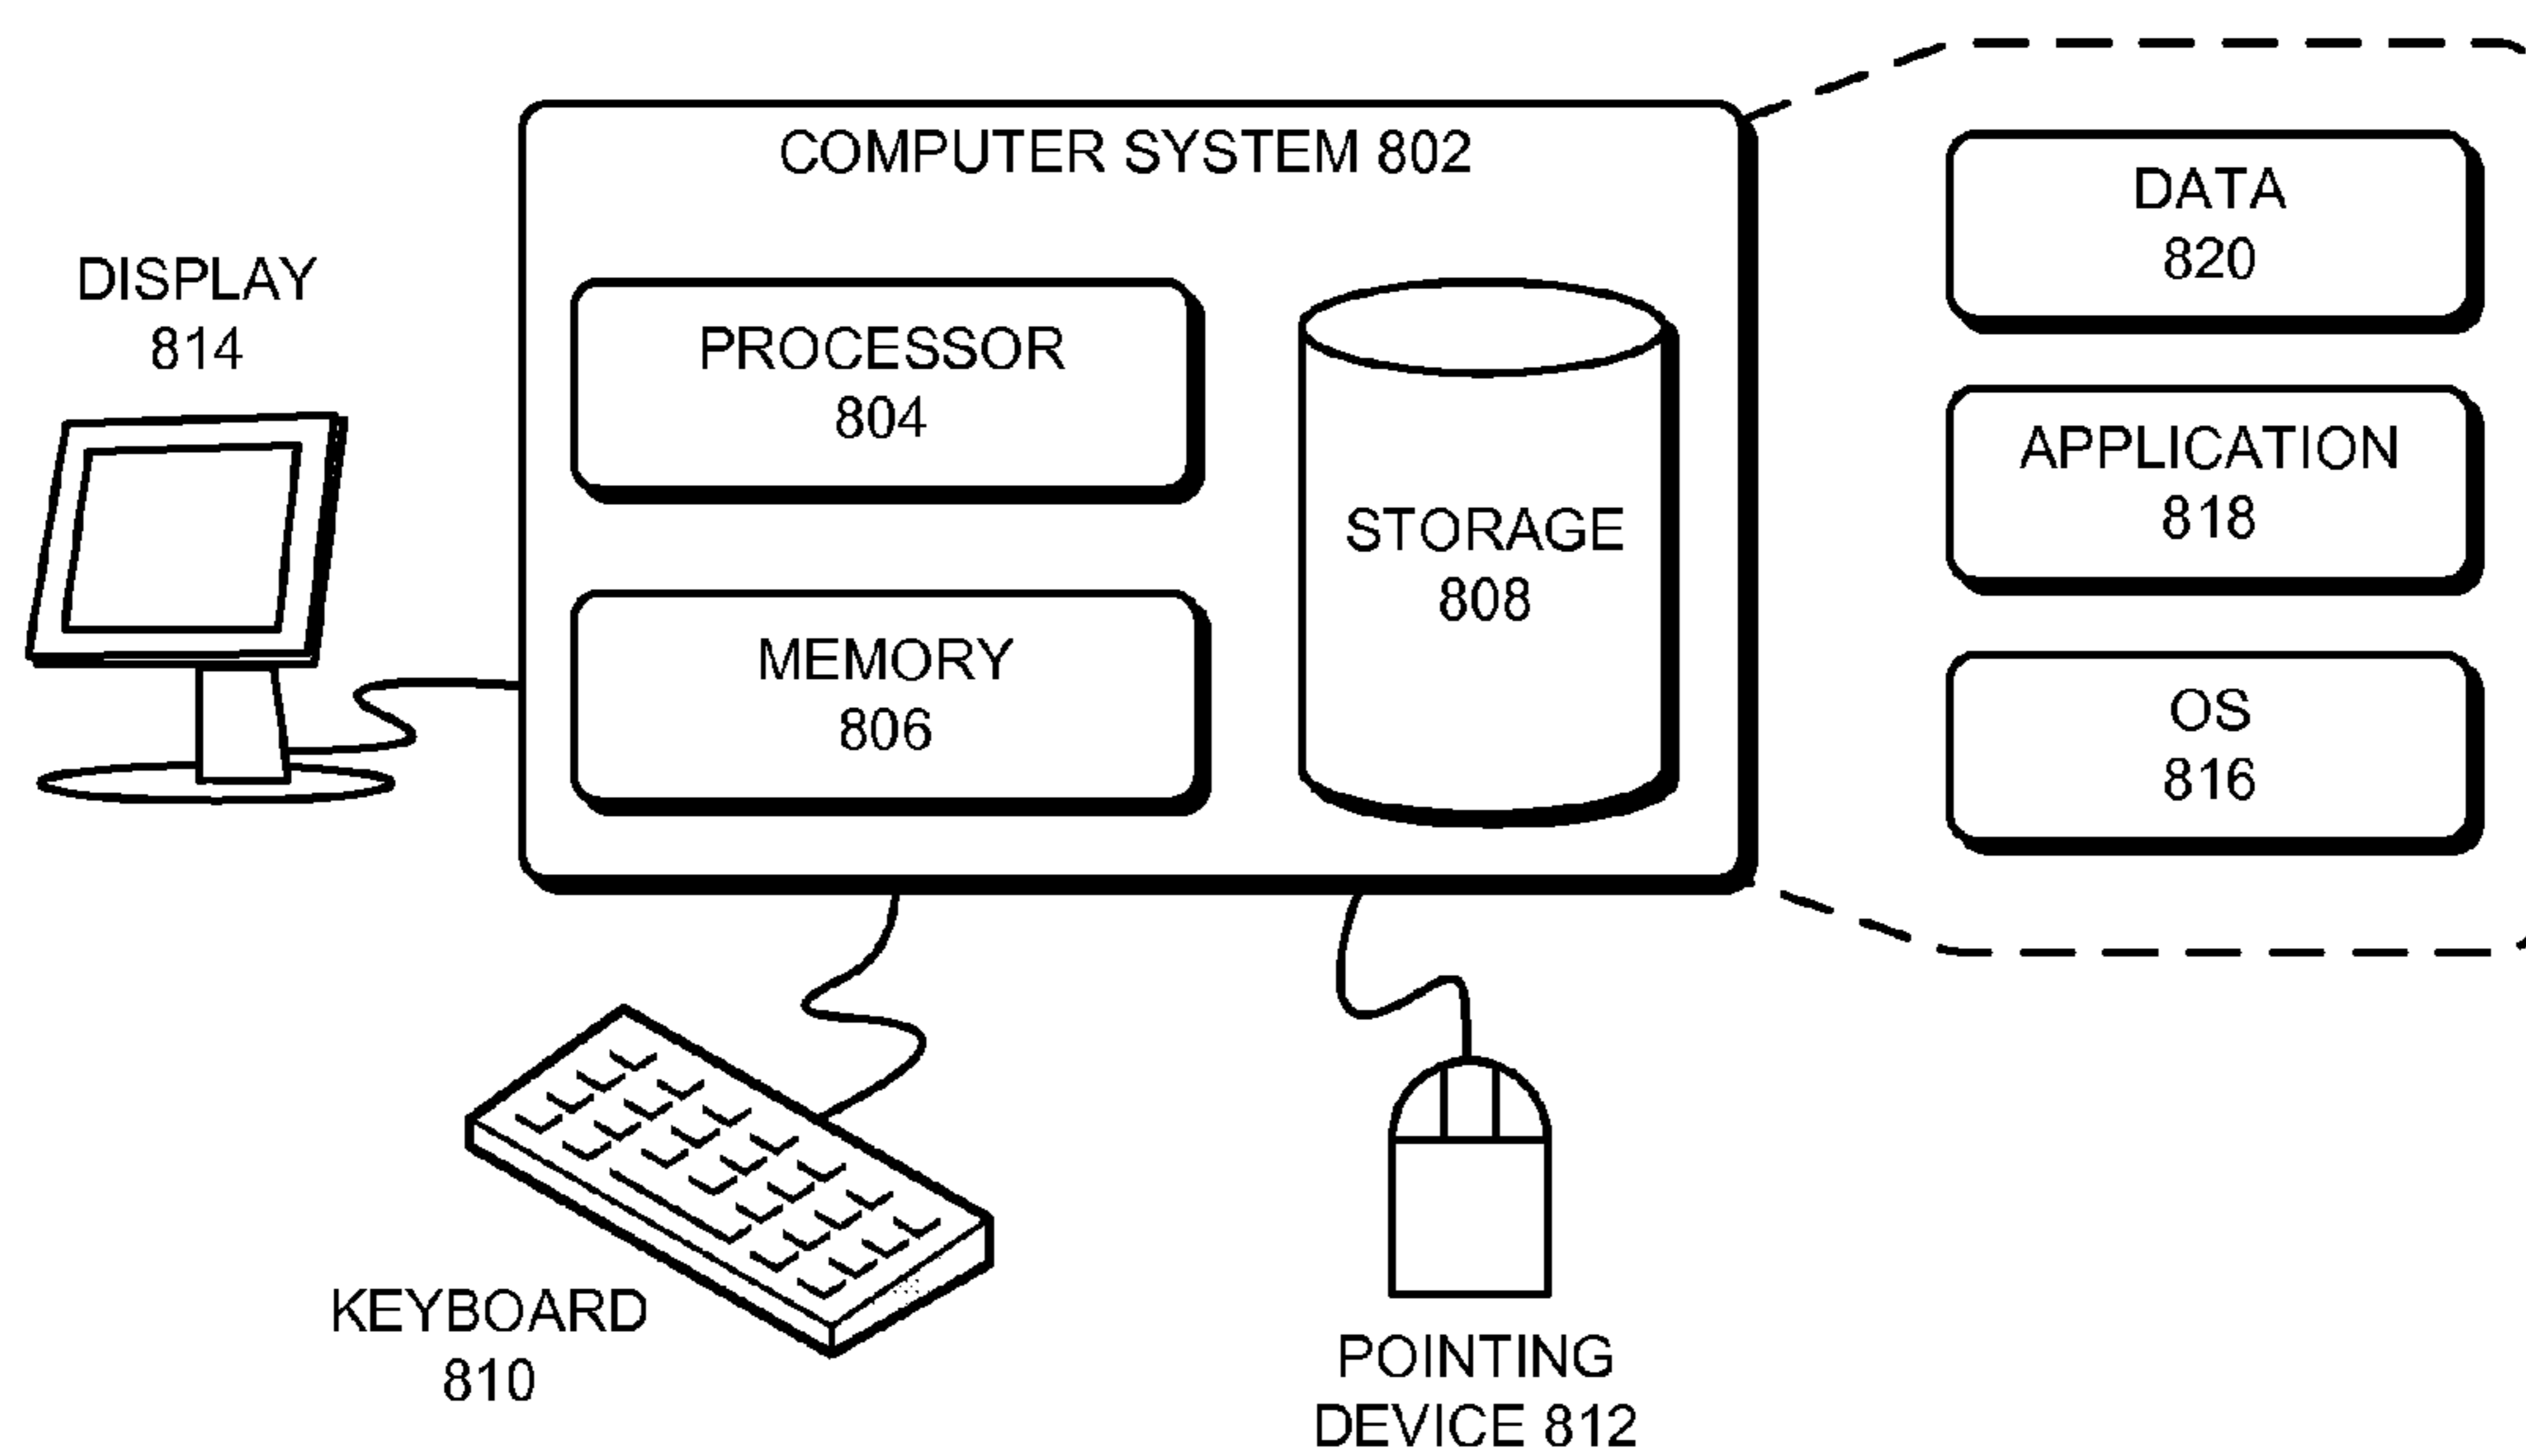 COMPUTER SYSTEM 802
DISPLAY
814
PROCESSOR
804
MEMORY
806
STORAGE
808
DATA
820
APPLICATION
818
OS
816
KEYBOARD
810
POINTING
DEVICE 812